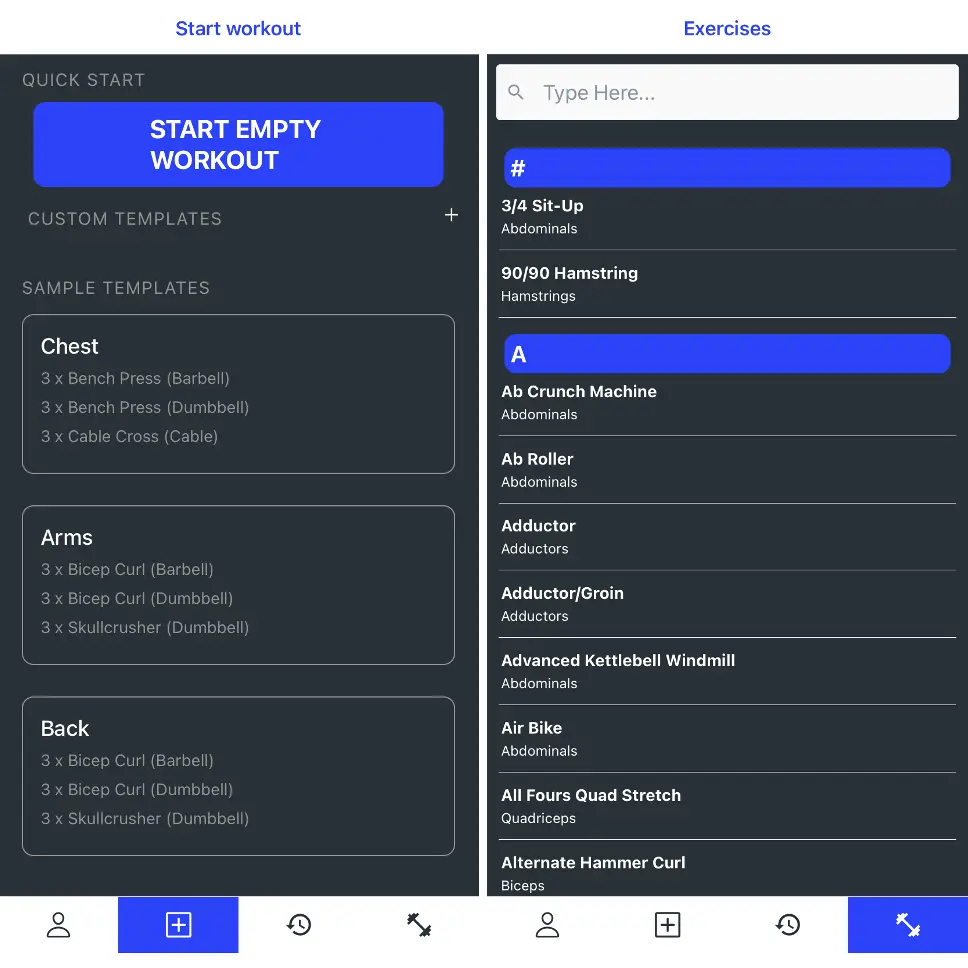 Start workout
QUICK START
START EMPTY
WORKOUT
CUSTOM TEMPLATES +
SAMPLE TEMPLATES
Chest
3 x Bench Press (Barbell)
3 x Bench Press (Dumbbell)
3 x Cable Cross (Cable)
Arms
3 x Bicep Curl (Barbell)
3 x Bicep Curl (Dumbbell)
3 x Skullcrusher (Dumbbell)
Back
3 x Bicep Curl (Barbell)
3 x Bicep Curl (Dumbbell)
3 x Skullcrusher (Dumbbell)
Exercises
Type Here...
#
3/4 Sit-Up
Abdominals
90/90 Hamstring
Hamstrings
A
Ab Crunch Machine
Abdominals
Ab Roller
Abdominals
Adductor
Adductors
Adductor/Groin
Adductors
Advanced Kettlebell Windmill
Abdominals
Air Bike
Abdominals
All Fours Quad Stretch
Quadriceps
Alternate Hammer Curl
Biceps